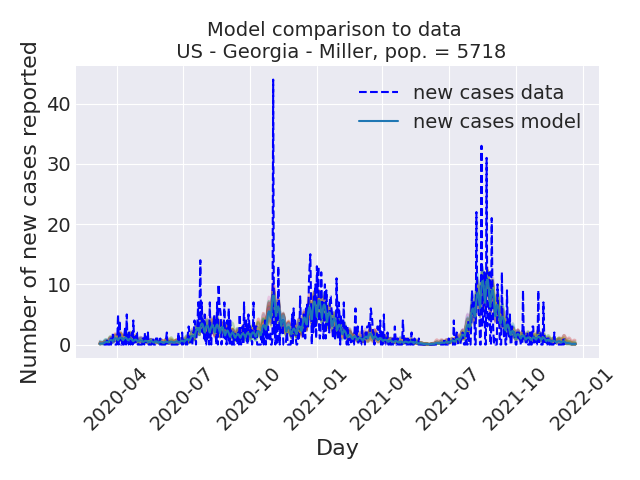 Model comparison to data
US - Georgia - Miller, pop. = 5718
new cases data
new cases model
Number of new cases reported
40
30
20
10
0
2020-04
2020-07
2020-10
2021-01
2021-04
2021-07
2021-10
2022-01
Day